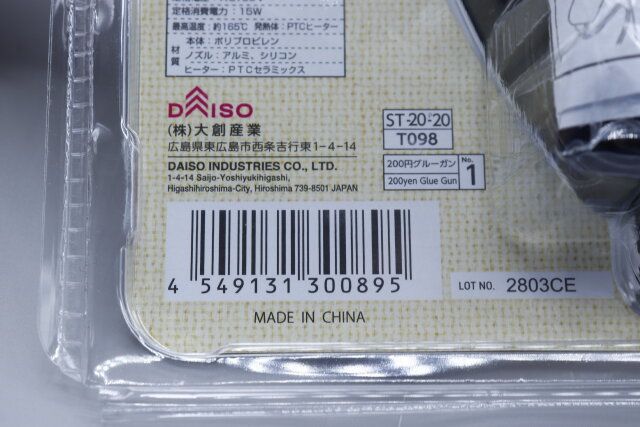 定格消費電力：15W
最高温度：約165℃ 発熱体：PTCヒーター
材質
本体：ポリプロピレン
ノズル：アルミ、シリコン
ヒーター：PTCセラミックス
DAISO
(株)大創産業
広島県東広島市西条吉行東1-4-14
DAISO INDUSTRIES CO., LTD.
1-4-14 Saijo-Yoshiyukihigashi,
Higashihiroshima-City, Hiroshima 739-8501 JAPAN
ST-20-20
T098
200円グルーガン
200yen Glue Gun
No. 1
4 549131 300895
LOT NO. 2803CE
MADE IN CHINA